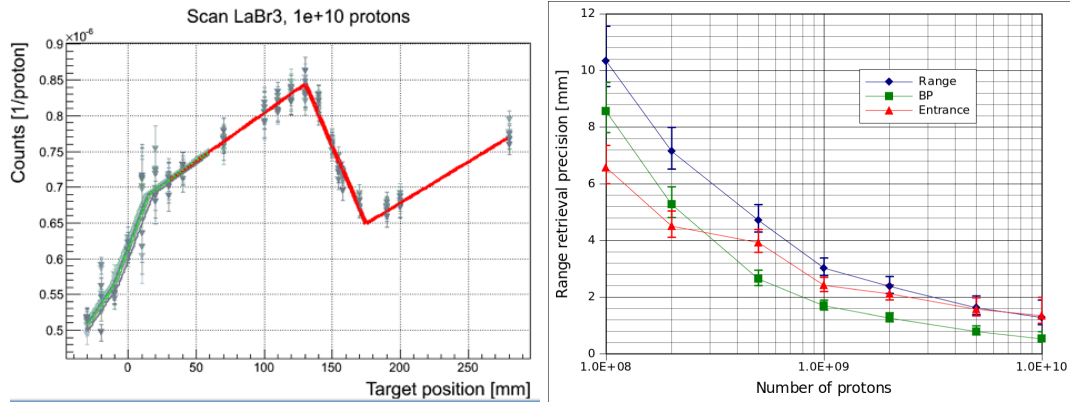 Scan LaBr3, 1e+10 protons
×10⁻⁶
Counts [1/proton]
0.9
0.85
0.8
0.75
0.7
0.65
0.6
0.55
0.5
0 50 100 150 200 250
Target position [mm]
Range retrieval precision [mm]
12
10
8
6
4
2
0
Range
BP
Entrance
1.0E+08 1.0E+09 1.0E+10
Number of protons